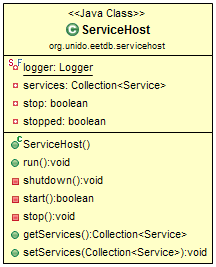 <<Java Class>>
ServiceHost
org.unido.eetdb.servicehost
S F logger: Logger
services: Collection<Service>
stop: boolean
stopped: boolean
C ServiceHost()
run():void
shutdown():void
start():boolean
stop():void
getServices():Collection<Service>
setServices(Collection<Service>):void